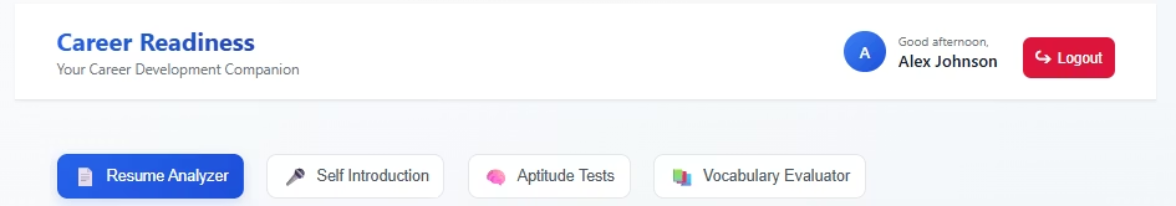 Career Readiness
Your Career Development Companion
A
Good afternoon,
Alex Johnson
Logout
Resume Analyzer
Self Introduction
Aptitude Tests
Vocabulary Evaluator